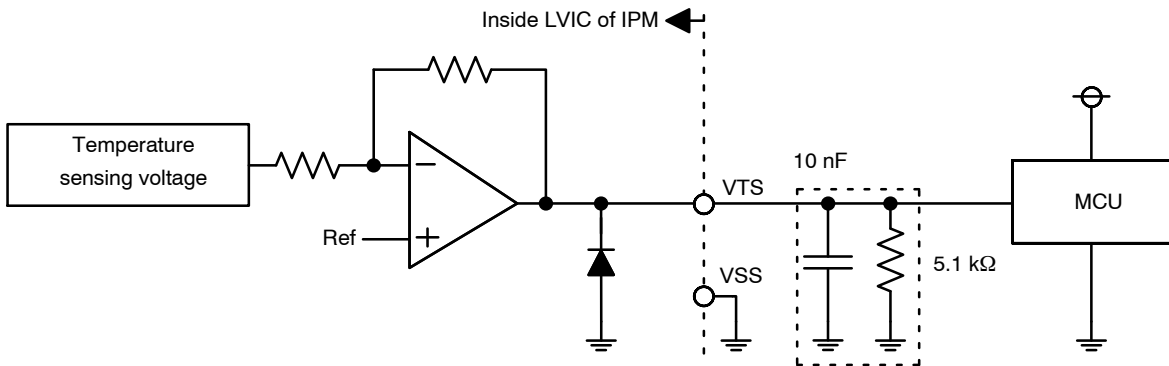 Inside LVIC of IPM
Temperature
sensing voltage
−
+
Ref
VTS
VSS
10 nF
5.1 kΩ
MCU